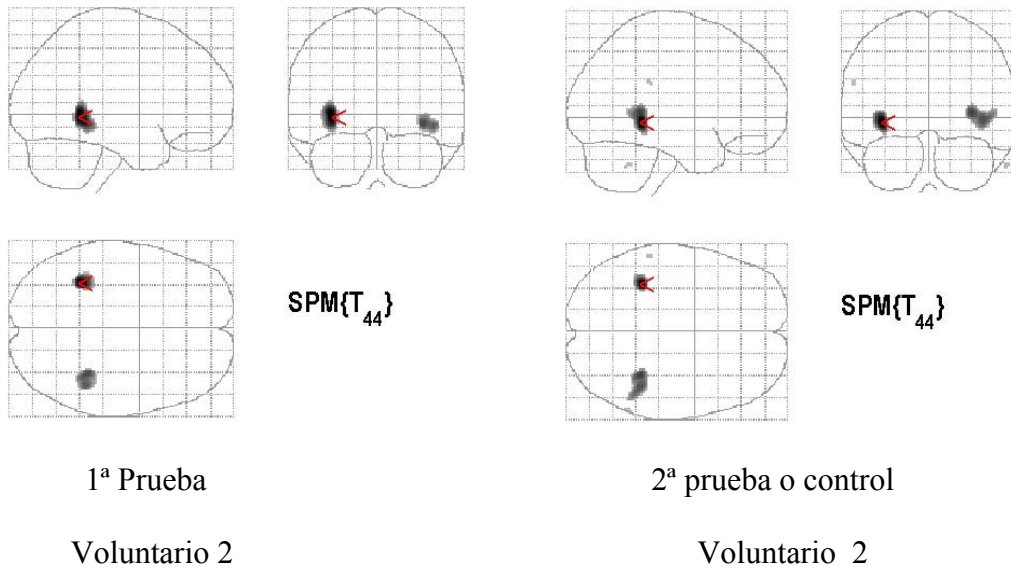 SPM{T44}
SPM{T44}
1ª Prueba
2ª prueba o control
Voluntario 2
Voluntario 2